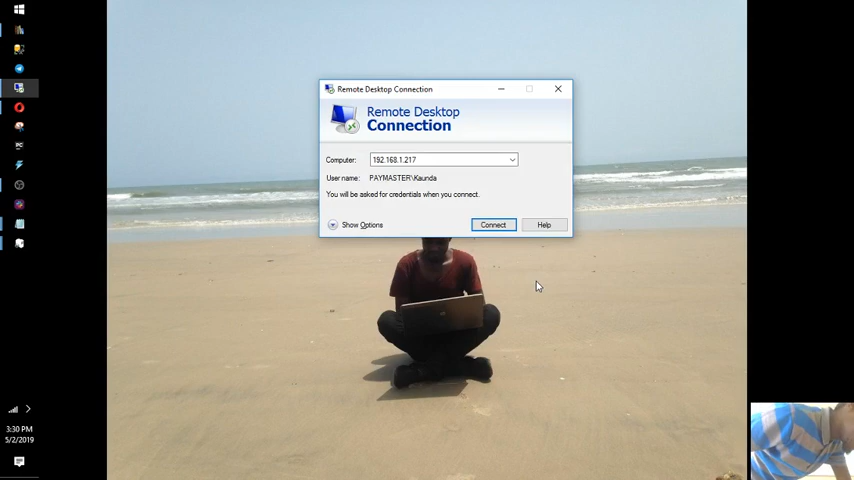 Remote Desktop Connection
Remote Desktop
Connection
Computer: 192.168.1.217
User name: PAYMASTER\Kaunda
You will be asked for credentials when you connect.
Show Options
Connect
Help
PC
3:30 PM
5/2/2019